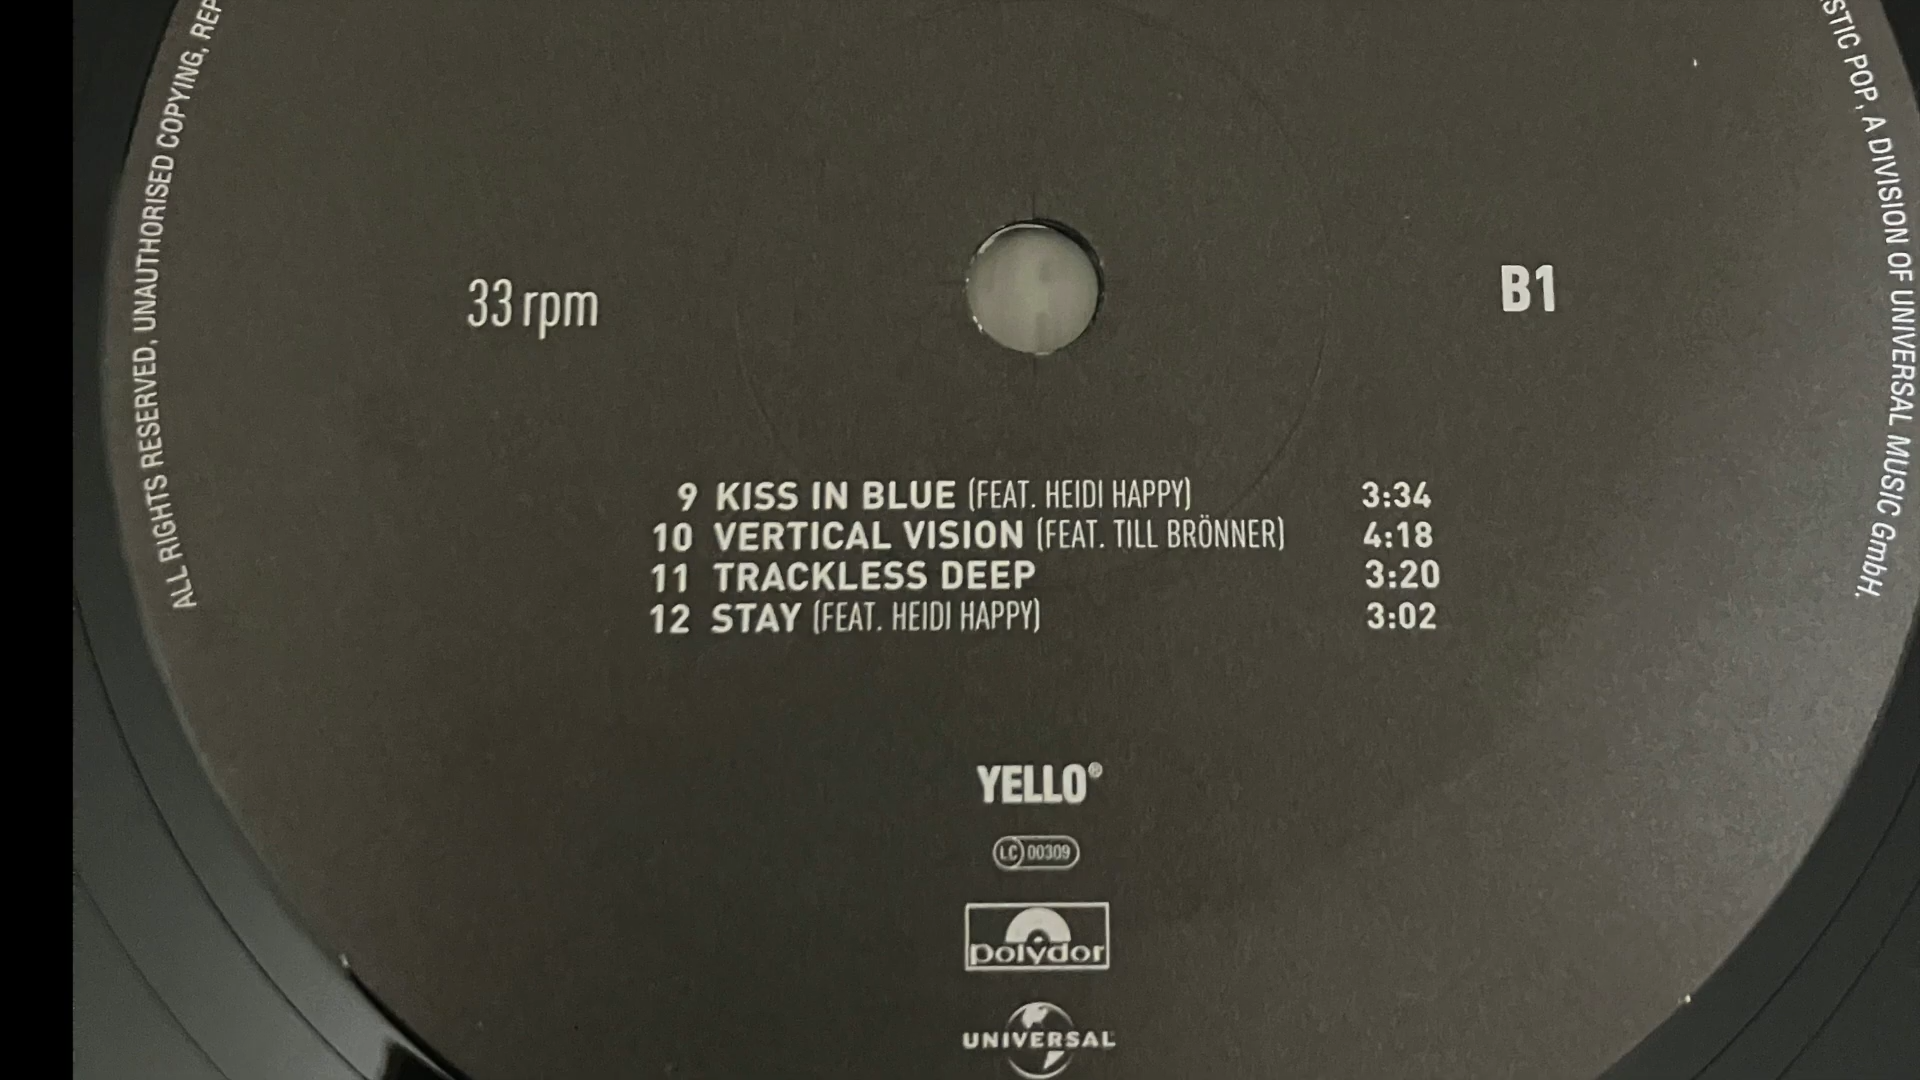 ALL RIGHTS RESERVED, UNAUTHORISED COPYING,
POP, A DIVISION OF UNIVERSAL MUSIC GmbH,
33 rpm
B1
9 KISS IN BLUE (FEAT. HEIDI HAPPY) 3:34
10 VERTICAL VISION (FEAT. TILL BRÖNNER) 4:18
11 TRACKLESS DEEP 3:20
12 STAY (FEAT. HEIDI HAPPY) 3:02
YELLO®
LC 00309
polydor
UNIVERSAL